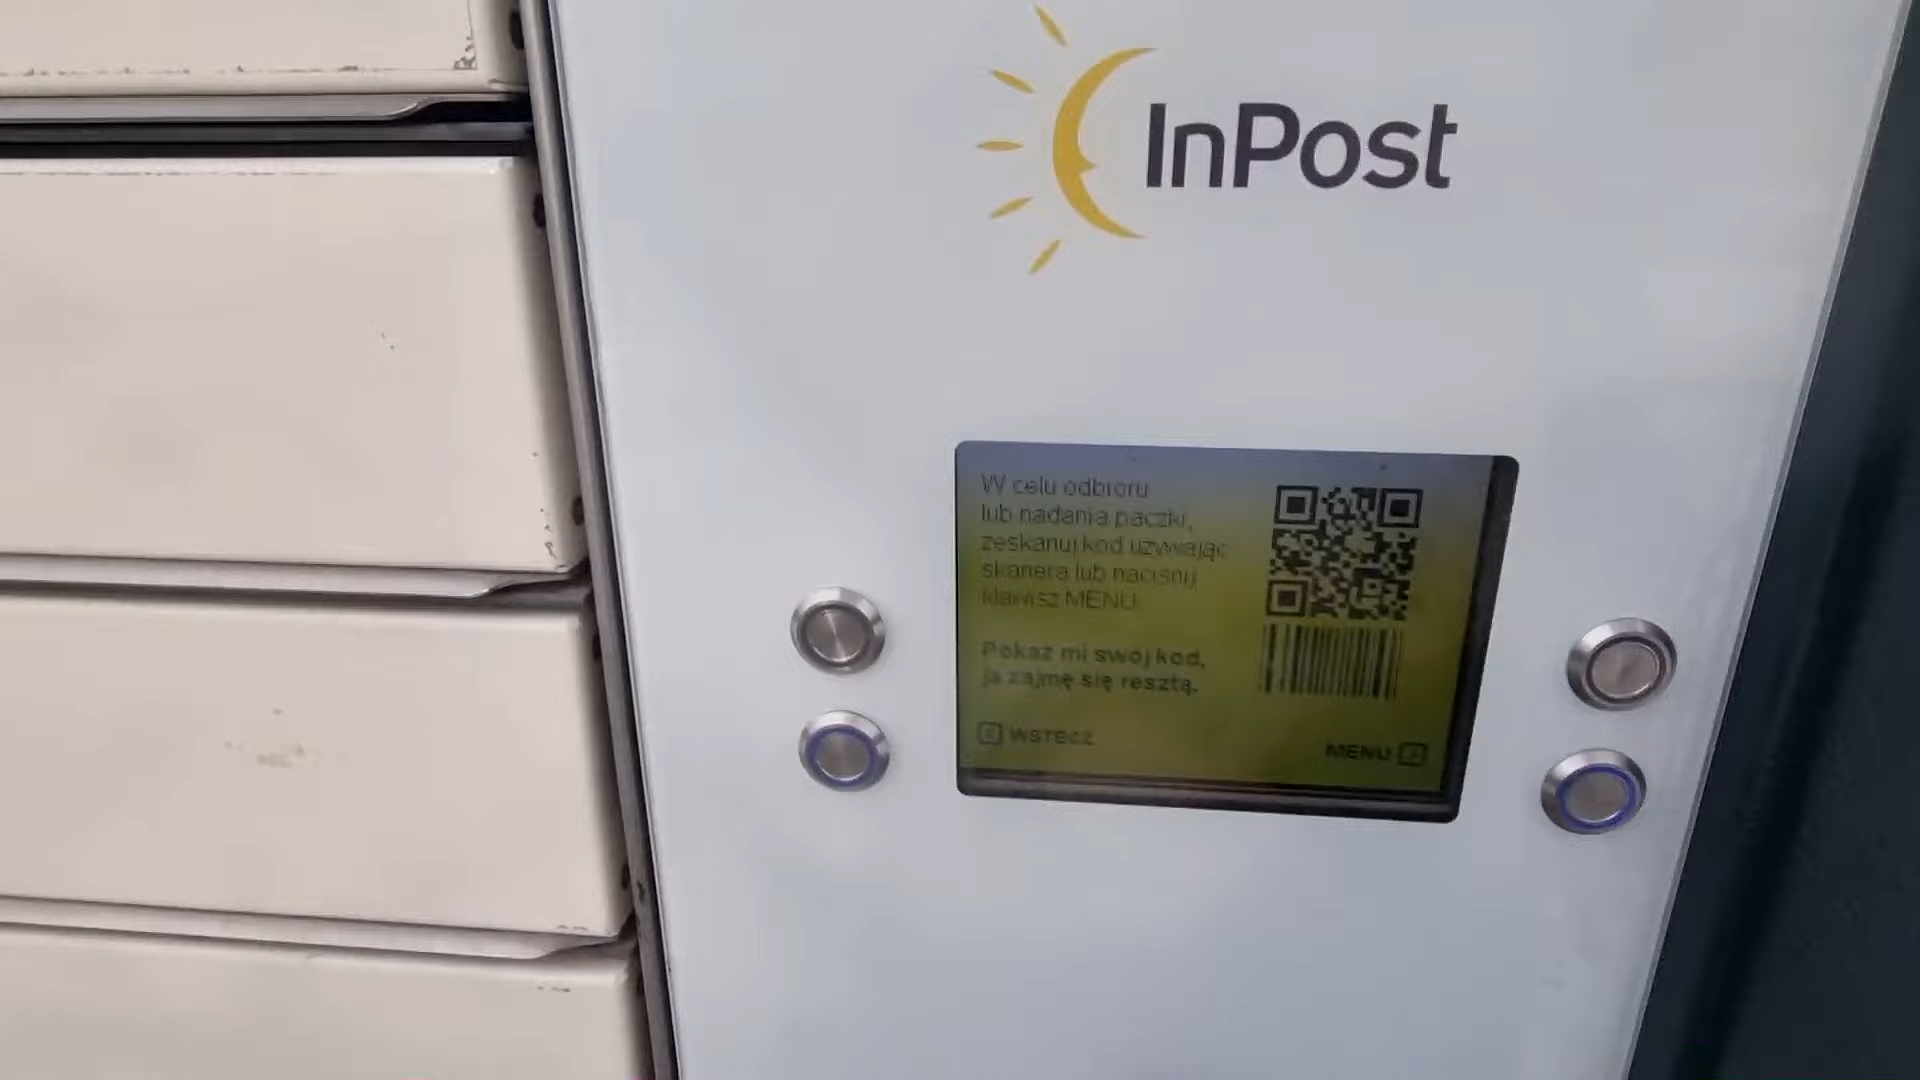 InPost
W celu odbioru
lub nadania paczki,
zeskanuj kod używając
skanera lub naciśnij
klawisz MENU.
Pokaż mi swój kod,
ja zajmę się resztą.
WSTECZ
MENU